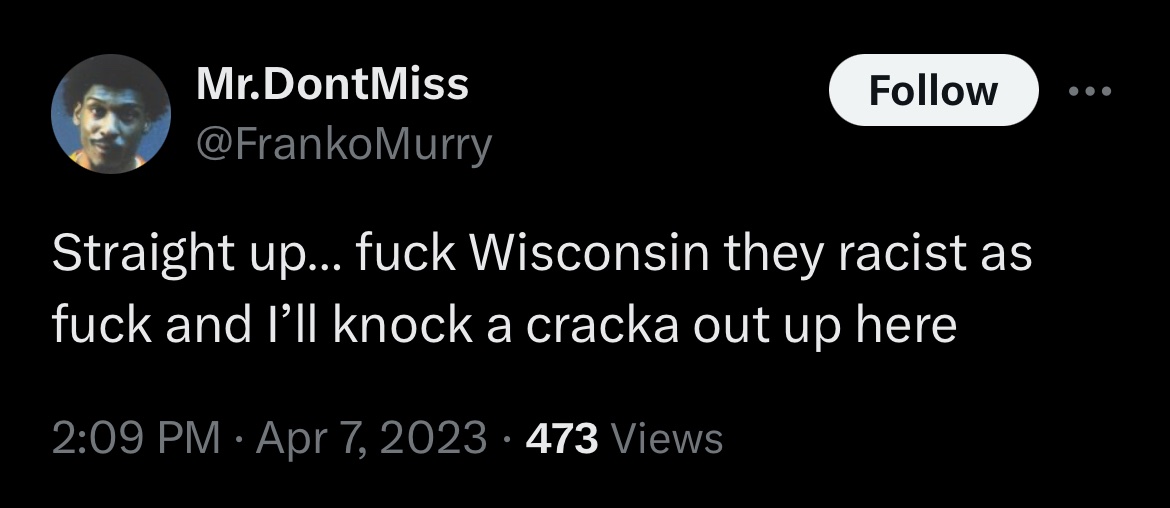 Mr.DontMiss
Follow
@FrankoMurry
Straight up... fuck Wisconsin they racist as
fuck and I’ll knock a cracka out up here
2:09 PM · Apr 7, 2023 · 473 Views